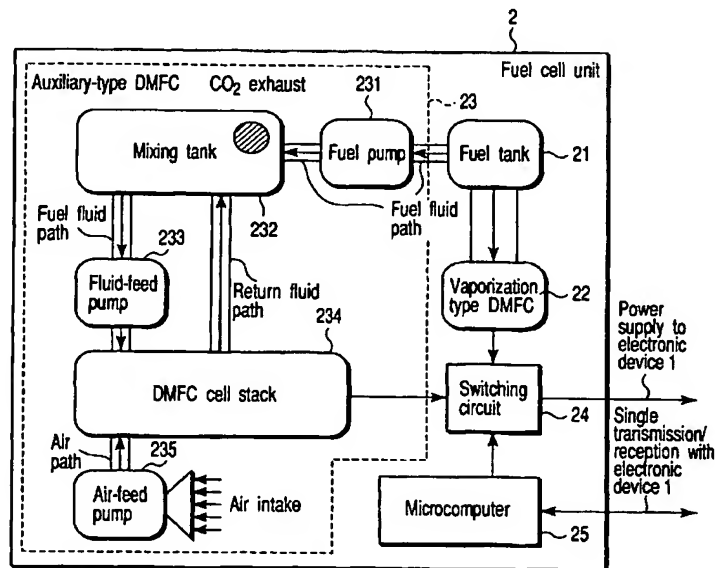 2
Fuel cell unit
Auxiliary-type DMFC
CO2 exhaust
231
23
Mixing tank
Fuel pump
Fuel tank
21
232
Fuel fluid
path
Fuel fluid
path
233
Fluid-feed
pump
Return fluid
path
Vaporization
type DMFC
22
234
Power
supply to
electronic
device 1
DMFC cell stack
Switching
circuit
24
Single
transmission/
reception with
electronic
device 1
Air
path
235
Air-feed
pump
Air intake
Microcomputer
25